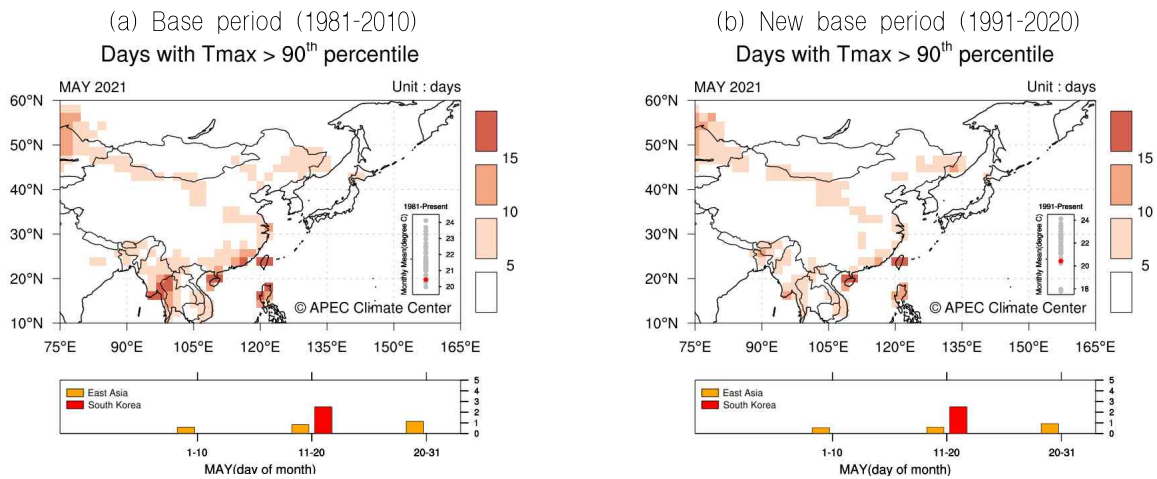 (a) Base period (1981-2010)
Days with Tmax > 90th percentile
MAY 2021 Unit : days
60°N
50°N
40°N
30°N
20°N
10°N
75°E 90°E 105°E 120°E 135°E 150°E 165°E
15
10
5
1981-Present
Monthly Mean(degree C)
24
23
22
21
20
© APEC Climate Center
East Asia
South Korea
5
4
3
2
1
0
1-10 11-20 20-31
MAY(day of month)
(b) New base period (1991-2020)
Days with Tmax > 90th percentile
MAY 2021 Unit : days
60°N
50°N
40°N
30°N
20°N
10°N
75°E 90°E 105°E 120°E 135°E 150°E 165°E
15
10
5
1991-Present
Monthly Mean(degree C)
24
22
20
18
© APEC Climate Center
East Asia
South Korea
5
4
3
2
1
0
1-10 11-20 20-31
MAY(day of month)